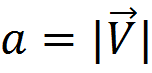 a = |V⃗|